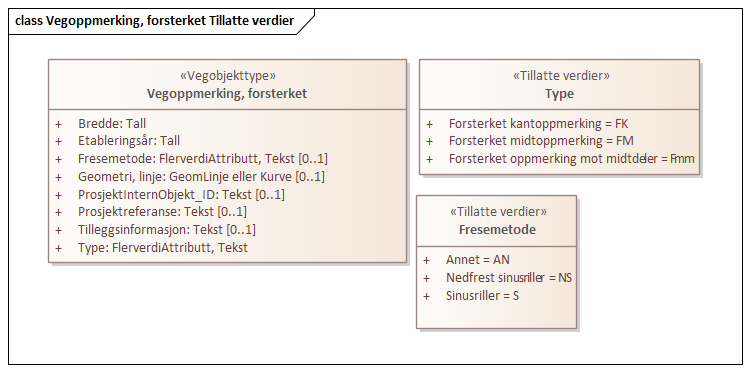 class Vegoppmerking, forsterket Tillatte verdier
«Vegobjekttype»
Vegoppmerking, forsterket
+ Bredde: Tall
+ Etableringsår: Tall
+ Fresemetode: FlerverdiAttributt, Tekst [0..1]
+ Geometri, linje: GeomLinje eller Kurve [0..1]
+ ProsjektInternObjekt_ID: Tekst [0..1]
+ Prosjektreferanse: Tekst [0..1]
+ Tilleggsinformasjon: Tekst [0..1]
+ Type: FlerverdiAttributt, Tekst
«Tillatte verdier»
Type
+ Forsterket kantoppmerking = FK
+ Forsterket midtoppmerking = FM
+ Forsterket oppmerking mot midtdeler = Fmm
«Tillatte verdier»
Fresemetode
+ Annet = AN
+ Nedfrest sinusriller = NS
+ Sinusriller = S